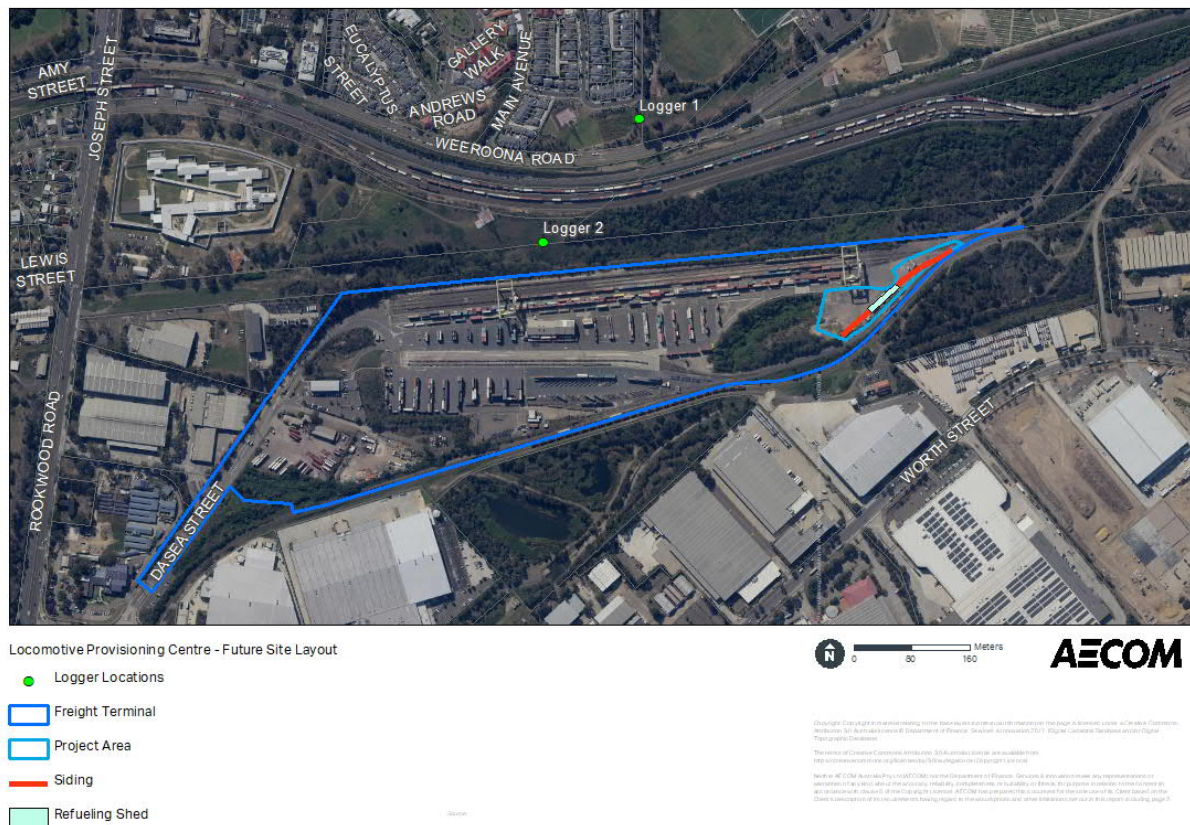 AMY
STREET
JOSEPH STREET
EUCALYPTUS
STREET
GALLERY
WALK
ANDREWS
ROAD
MAIN AVENUE
WEEROONA ROAD
Logger 1
Logger 2
LEWIS
STREET
ROOKWOOD ROAD
DASEA STREET
WORTH STREET
Locomotive Provisioning Centre - Future Site Layout
Logger Locations
Freight Terminal
Project Area
Siding
Refueling Shed
N
0 80 160 Meters
AECOM
Source: